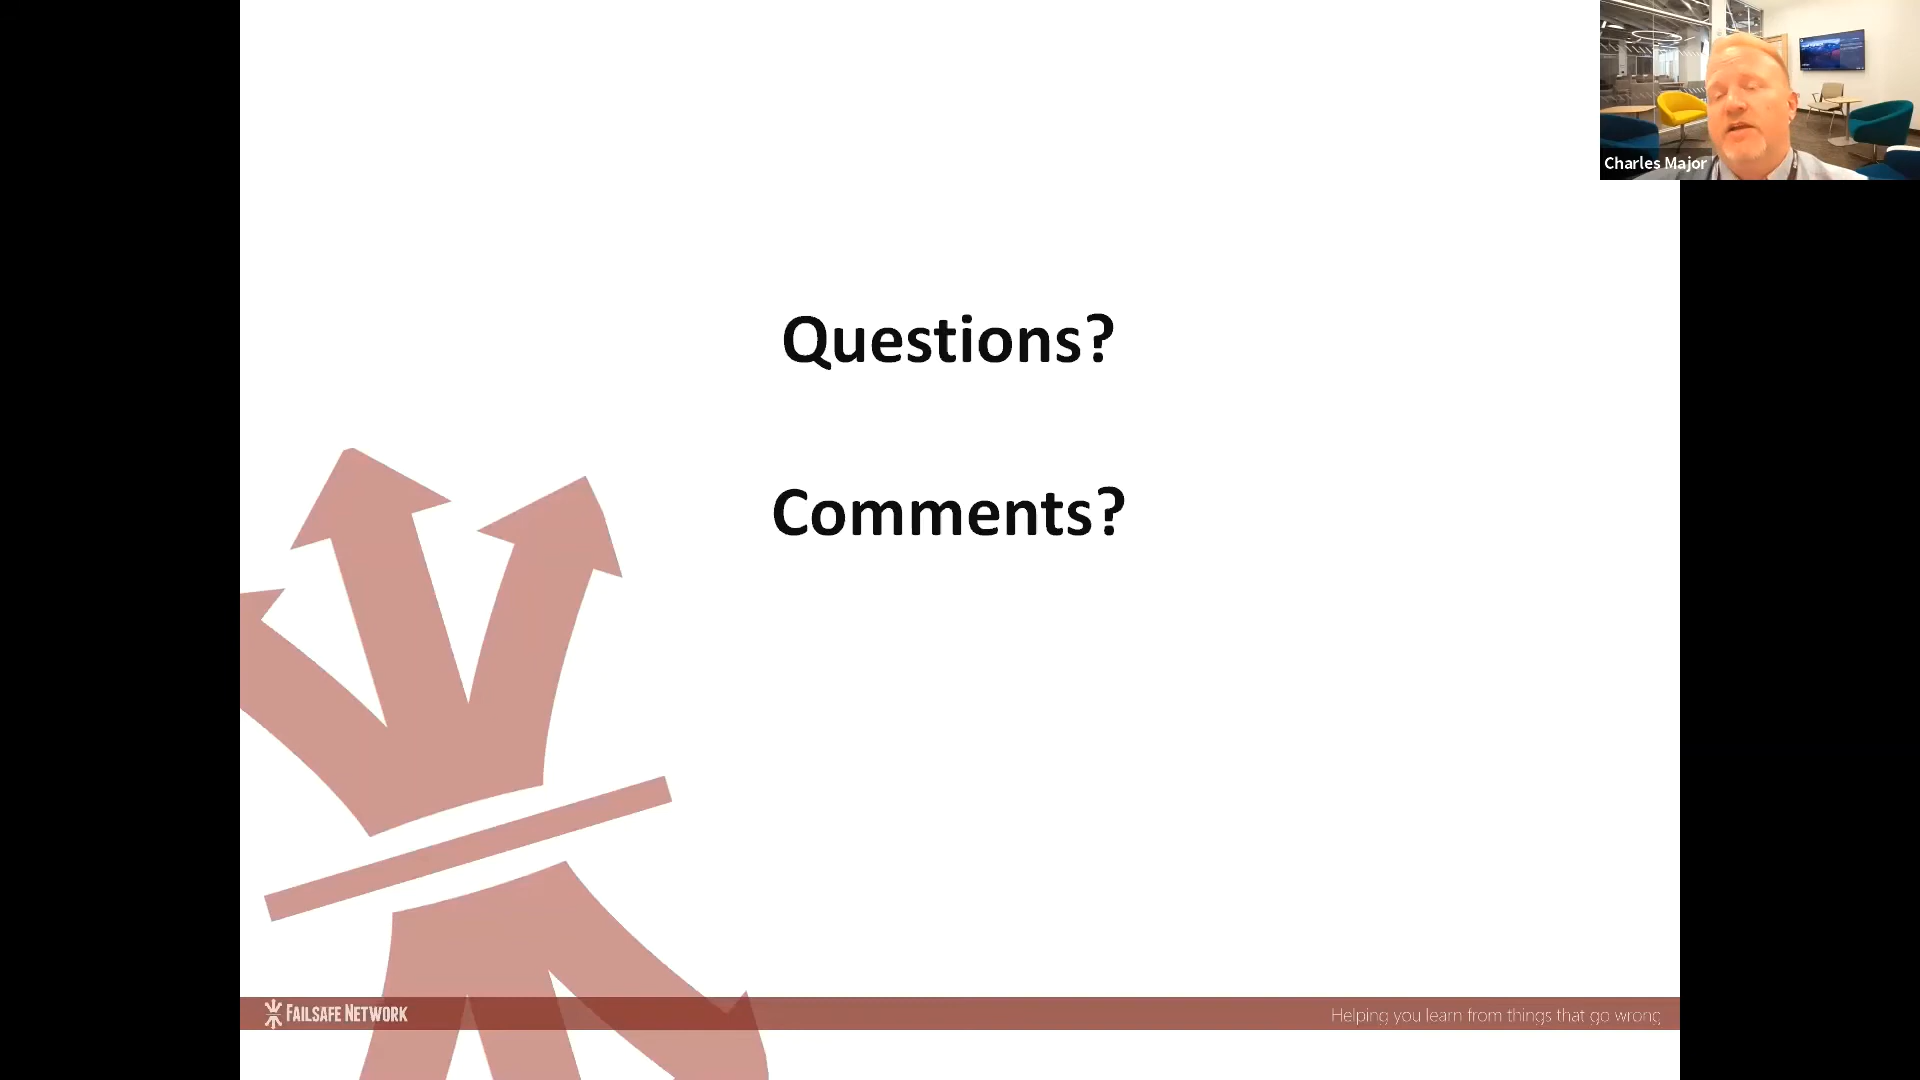 Charles Major
Questions?
Comments?
FAILSAFE NETWORK
Helping you learn from things that go wrong